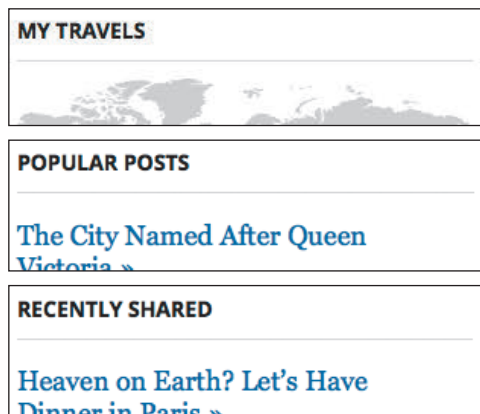 MY TRAVELS
POPULAR POSTS
The City Named After Queen
Victoria »
RECENTLY SHARED
Heaven on Earth? Let’s Have
Dinner in Paris »